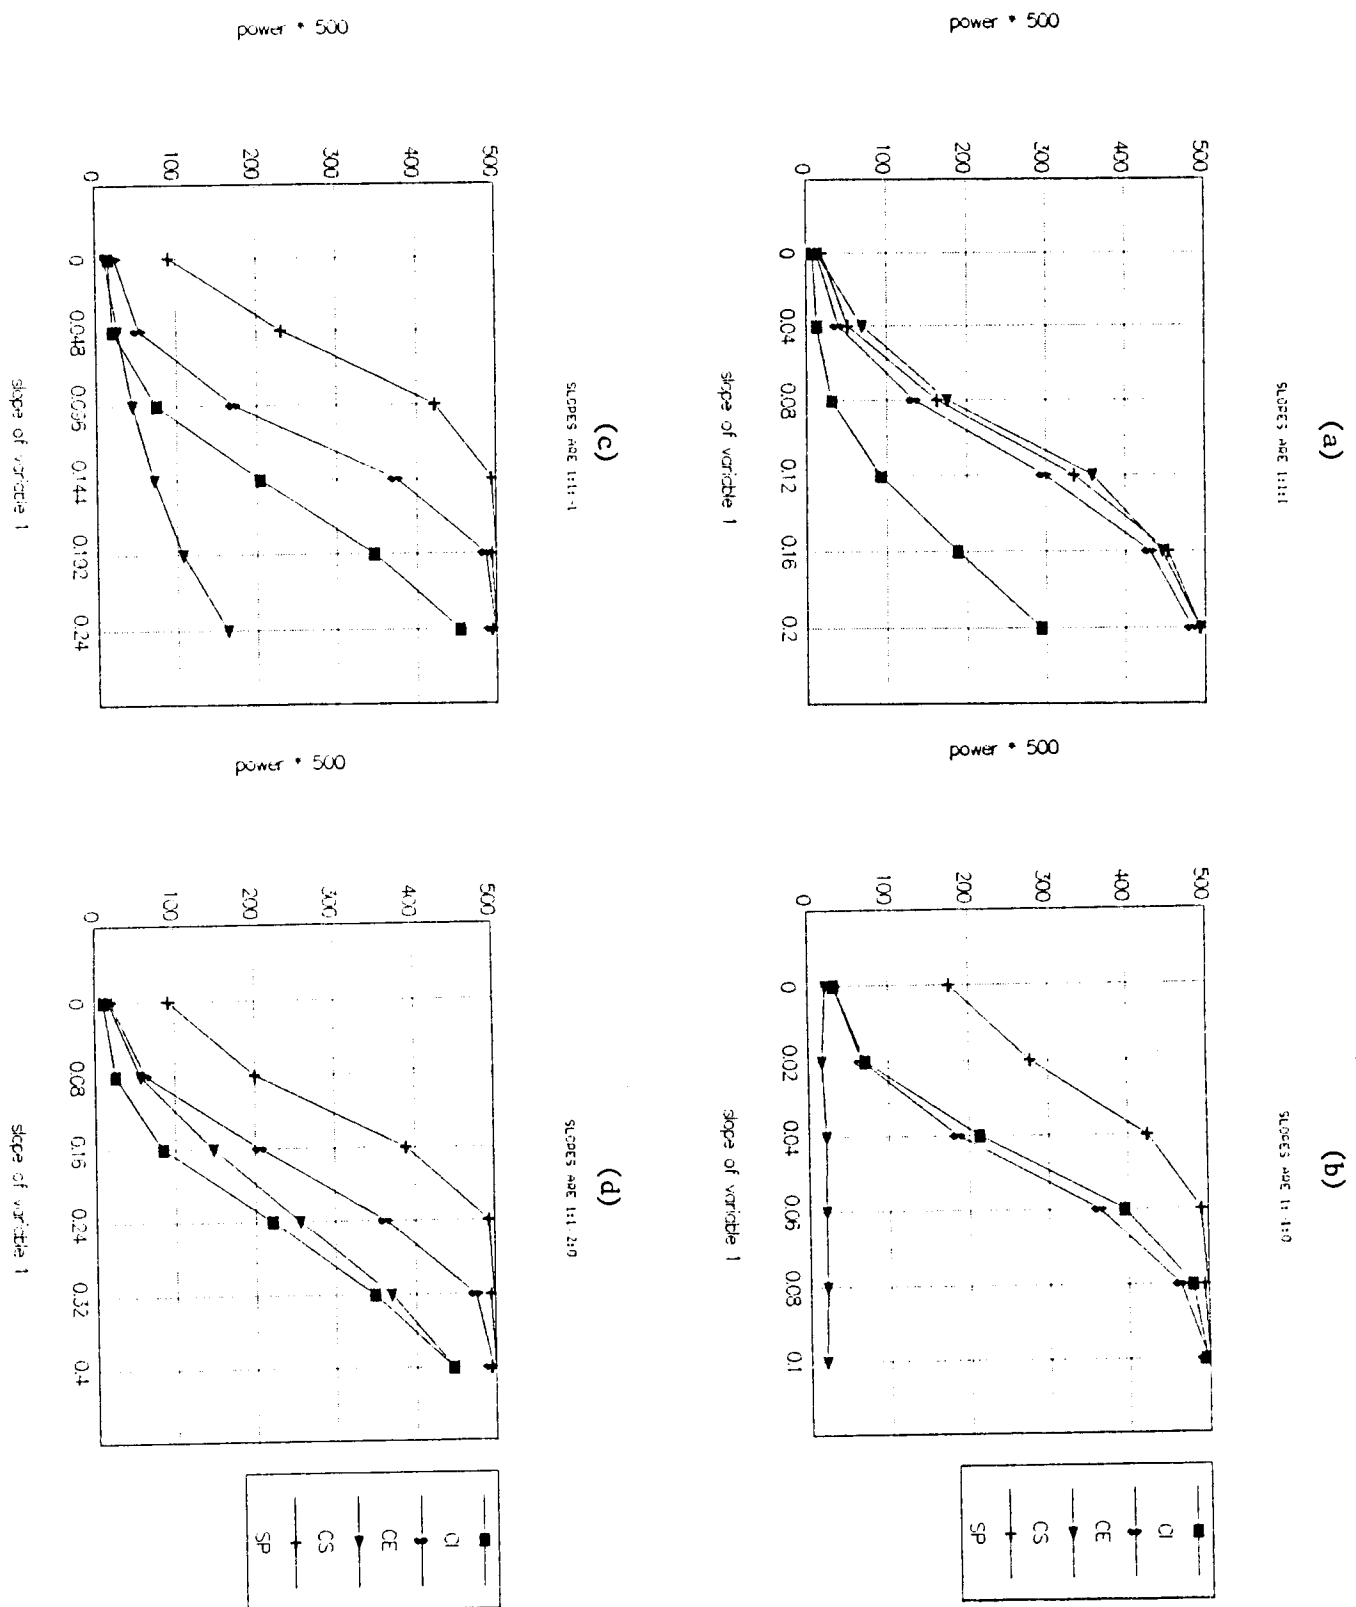 (a)
SLOPES ARE 1:1:1
power * 500
500
400
300
200
100
0
0
0.04
0.08
0.12
0.16
0.2
slope of variable 1
(b)
SLOPES ARE 1:-1:0
power * 500
500
400
300
200
100
0
0
0.02
0.04
0.06
0.08
0.1
slope of variable 1
CI
CE
CS
SP
(c)
SLOPES ARE 1:1:-1
power * 500
500
400
300
200
100
0
0
0.048
0.096
0.144
0.192
0.24
slope of variable 1
(d)
SLOPES ARE 1:1:-2:0
power * 500
500
400
300
200
100
0
0
0.08
0.16
0.24
0.32
0.4
slope of variable 1
CI
CE
CS
SP